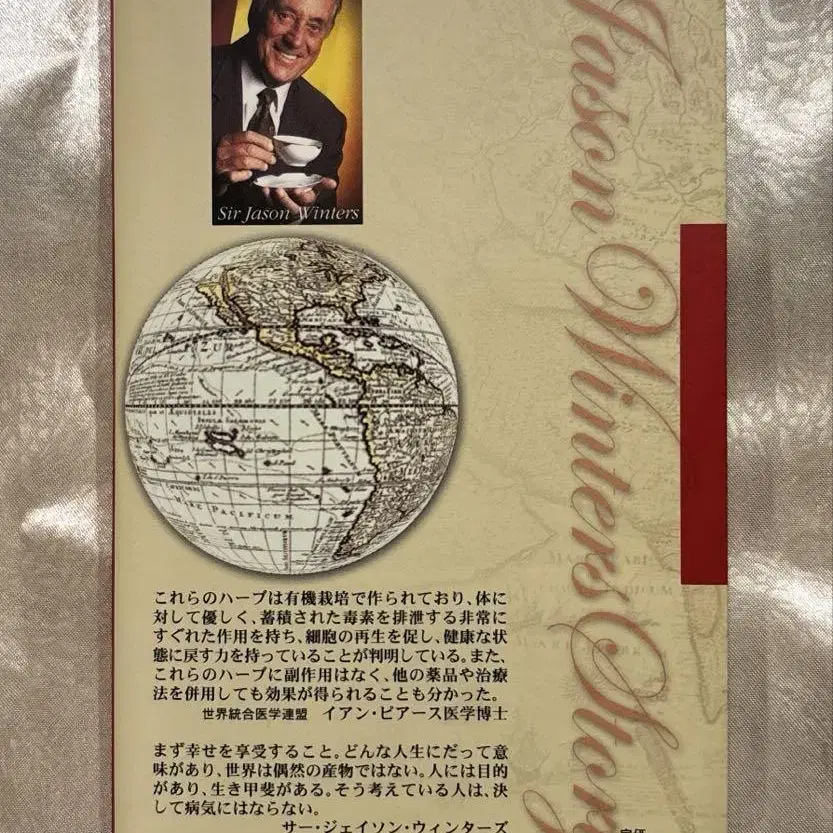 Sir Jason Winters
Jason Winters Story
AZUR
MARE PACIFICUM
これらのハーブは有機栽培で作られており、体に
対して優しく、蓄積された毒素を排泄する非常に
すぐれた作用を持ち、細胞の再生を促し、健康な状
態に戻す力を持っていることが判明している。また、
これらのハーブに副作用はなく、他の薬品や治療
法を併用しても効果が得られることも分かった。
世界統合医学連盟 イアン・ピアース医学博士
まず幸せを享受すること。どんな人生にだって意
味があり、世界は偶然の産物ではない。人には目的
があり、生き甲斐がある。そう考えている人は、決
して病気にはならない。
サー・ジェイソン・ウィンターズ
定価